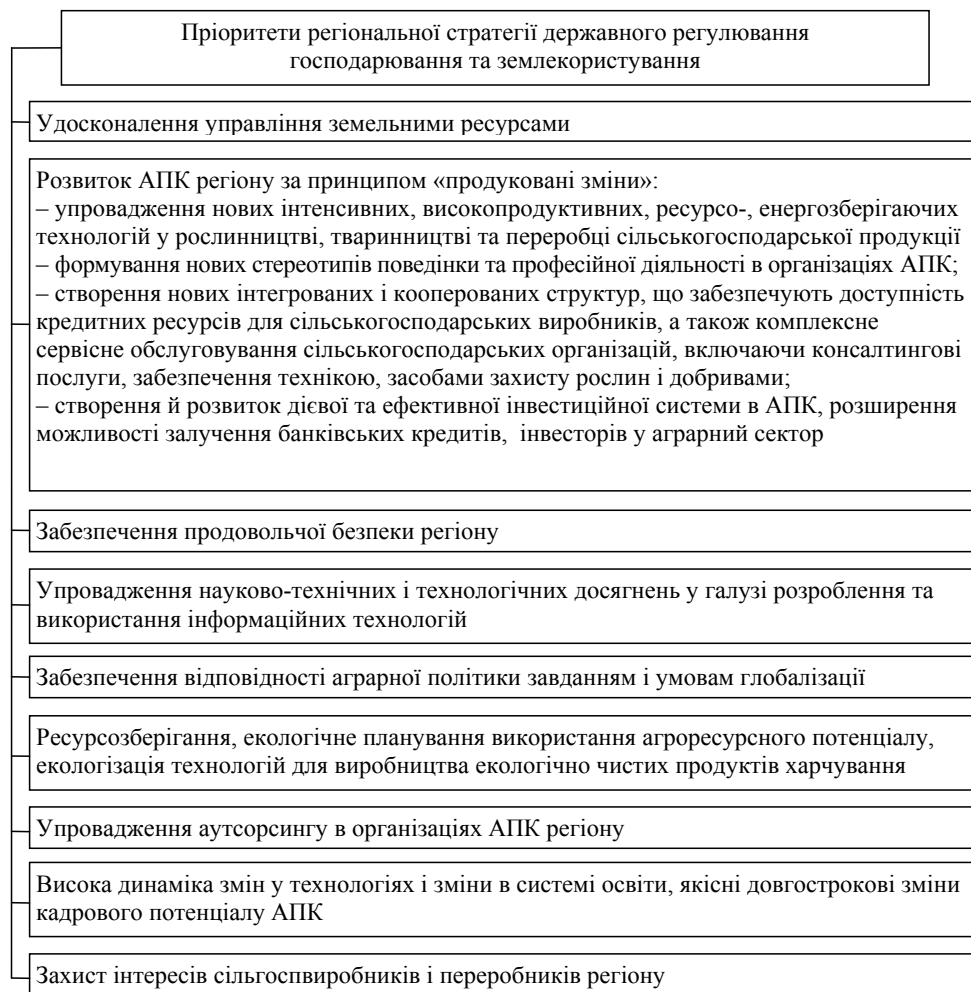 Пріоритети регіональної стратегії державного регулювання
господарювання та землекористування
Удосконалення управління земельними ресурсами
Розвиток АПК регіону за принципом «продуковані зміни»:
– упровадження нових інтенсивних, високопродуктивних, ресурсо-, енергозберігаючих
технологій у рослинництві, тваринництві та переробці сільськогосподарської продукції
– формування нових стереотипів поведінки та професійної діяльності в організаціях АПК;
– створення нових інтегрованих і кооперованих структур, що забезпечують доступність
кредитних ресурсів для сільськогосподарських виробників, а також комплексне
сервісне обслуговування сільськогосподарських організацій, включаючи консалтингові
послуги, забезпечення технікою, засобами захисту рослин і добривами;
– створення й розвиток дієвої та ефективної інвестиційної системи в АПК, розширення
можливості залучення банківських кредитів, інвесторів у аграрний сектор
Забезпечення продовольчої безпеки регіону
Упровадження науково-технічних і технологічних досягнень у галузі розроблення та
використання інформаційних технологій
Забезпечення відповідності аграрної політики завданням і умовам глобалізації
Ресурсозберігання, екологічне планування використання агроресурсного потенціалу,
екологізація технологій для виробництва екологічно чистих продуктів харчування
Упровадження аутсорсингу в організаціях АПК регіону
Висока динаміка змін у технологіях і зміни в системі освіти, якісні довгострокові зміни
кадрового потенціалу АПК
Захист інтересів сільгоспвиробників і переробників регіону